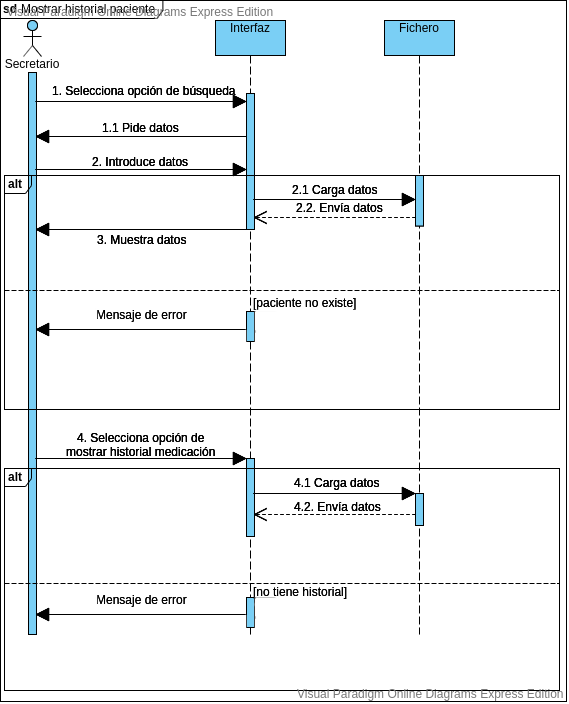 sd Mostrar historial paciente
Visual Paradigm Online Diagrams Express Edition
Secretario
Interfaz
Fichero
1. Selecciona opción de búsqueda
1.1 Pide datos
2. Introduce datos
alt
2.1 Carga datos
2.2. Envía datos
3. Muestra datos
[paciente no existe]
Mensaje de error
4. Selecciona opción de
mostrar historial medicación
alt
4.1 Carga datos
4.2. Envía datos
[no tiene historial]
Mensaje de error
Visual Paradigm Online Diagrams Express Edition